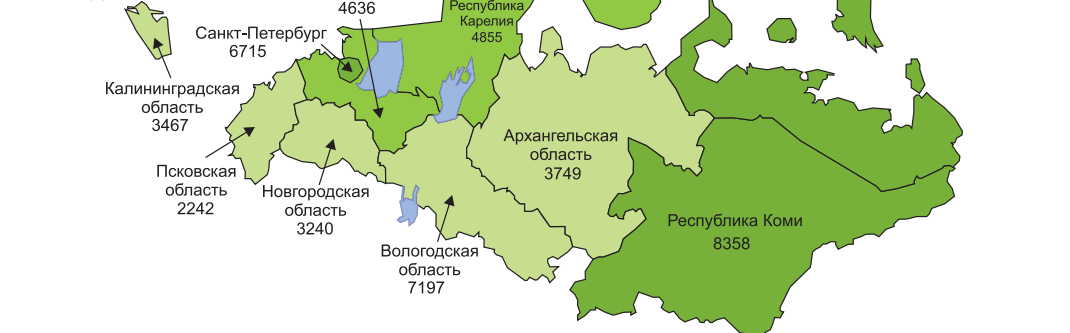 4636
Республика
Карелия
4855
Санкт-Петербург
6715
Калининградская
область
3467
Архангельская
область
3749
Псковская
область
2242
Новгородская
область
3240
Республика Коми
8358
Вологодская
область
7197